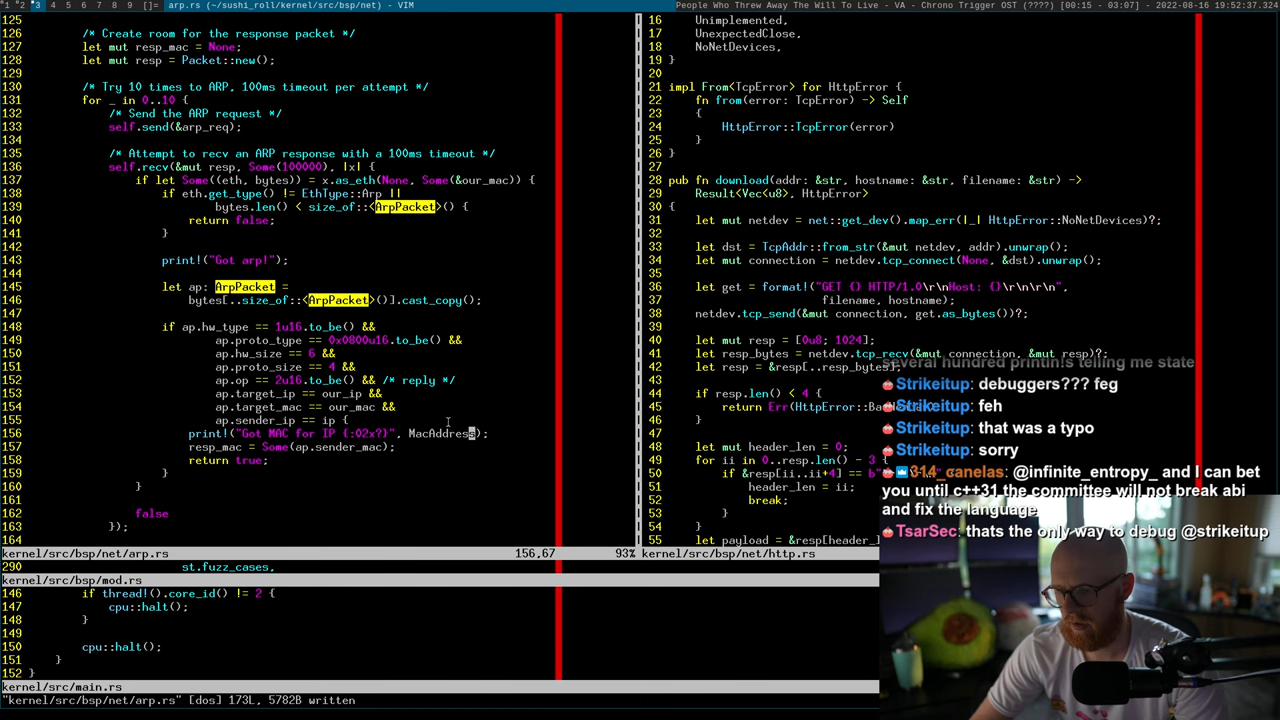 *1 *2 *3 4 5 6 7 8 9 []= arp.rs (~/sushi_roll/kernel/src/bsp/net) - VIM
People Who Threw Away The Will To Live - VA - Chrono Trigger OST (????) [00:15 - 03:07] - 2022-08-16 19:52:37.324
125
126 /* Create room for the response packet */
127 let mut resp_mac = None;
128 let mut resp = Packet::new();
129
130 /* Try 10 times to ARP, 100ms timeout per attempt */
131 for _ in 0..10 {
132 /* Send the ARP request */
133 self.send(&arp_req);
134
135 /* Attempt to recv an ARP response with a 100ms timeout */
136 self.recv(&mut resp, Some(100000), |x| {
137 if let Some((eth, bytes)) = x.as_eth(None, Some(&our_mac)) {
138 if eth.get_type() != EthType::Arp ||
139 bytes.len() < size_of::<ArpPacket>() {
140 return false;
141 }
142
143 print!("Got arp!");
144
145 let ap: ArpPacket =
146 bytes[..size_of::<ArpPacket>()].cast_copy();
147
148 if ap.hw_type == 1u16.to_be() &&
149 ap.proto_type == 0x0800u16.to_be() &&
150 ap.hw_size == 6 &&
151 ap.proto_size == 4 &&
152 ap.op == 2u16.to_be() && /* reply */
153 ap.target_ip == our_ip &&
154 ap.target_mac == our_mac &&
155 ap.sender_ip == ip {
156 print!("Got MAC for IP {:02x?}", MacAddress);
157 resp_mac = Some(ap.sender_mac);
158 return true;
159 }
160 }
161
162 false
163 });
164
kernel/src/bsp/net/arp.rs 156,67 93%
290 st.fuzz_cases,
kernel/src/bsp/mod.rs
146 if thread!().core_id() != 2 {
147 cpu::halt();
148 }
149
150 cpu::halt();
151 }
152 }
kernel/src/main.rs
"kernel/src/bsp/net/arp.rs" [dos] 173L, 5782B written
16 Unimplemented,
17 UnexpectedClose,
18 NoNetDevices,
19 }
20
21 impl From<TcpError> for HttpError {
22 fn from(error: TcpError) -> Self
23 {
24 HttpError::TcpError(error)
25 }
26 }
27
28 pub fn download(addr: &str, hostname: &str, filename: &str) ->
29 Result<Vec<u8>, HttpError>
30 {
31 let mut netdev = net::get_dev().map_err(|_| HttpError::NoNetDevices)?;
32
33 let dst = TcpAddr::from_str(&mut netdev, addr).unwrap();
34 let mut connection = netdev.tcp_connect(None, &dst).unwrap();
35
36 let get = format!("GET {} HTTP/1.0\r\nHost: {}\r\n\r\n",
37 filename, hostname);
38 netdev.tcp_send(&mut connection, get.as_bytes())?;
39
40 let mut resp = [0u8; 1024];
41 let resp_bytes = netdev.tcp_recv(&mut connection, &mut resp)?;
42 let resp = &resp[..resp_bytes];
43
44 if resp.len() < 4 {
45 return Err(HttpError::Ba
46 }
47
48 let mut header_len = 0;
49 for ii in 0..resp.len() - 3 {
50 if &resp[ii..ii+4] == b"
51 header_len = ii;
52 break;
53 }
54 }
55 let payload = &resp[header_
kernel/src/bsp/net/http.rs
several hundred printin!s telling me state
Strikeitup: debuggers??? feg
Strikeitup: feh
Strikeitup: that was a typo
Strikeitup: sorry
314_canelas: @infinite_entropy_ and I can bet
you until c++31 the committee will not break abi
and fix the language
TsarSec: thats the only way to debug @strikeitup